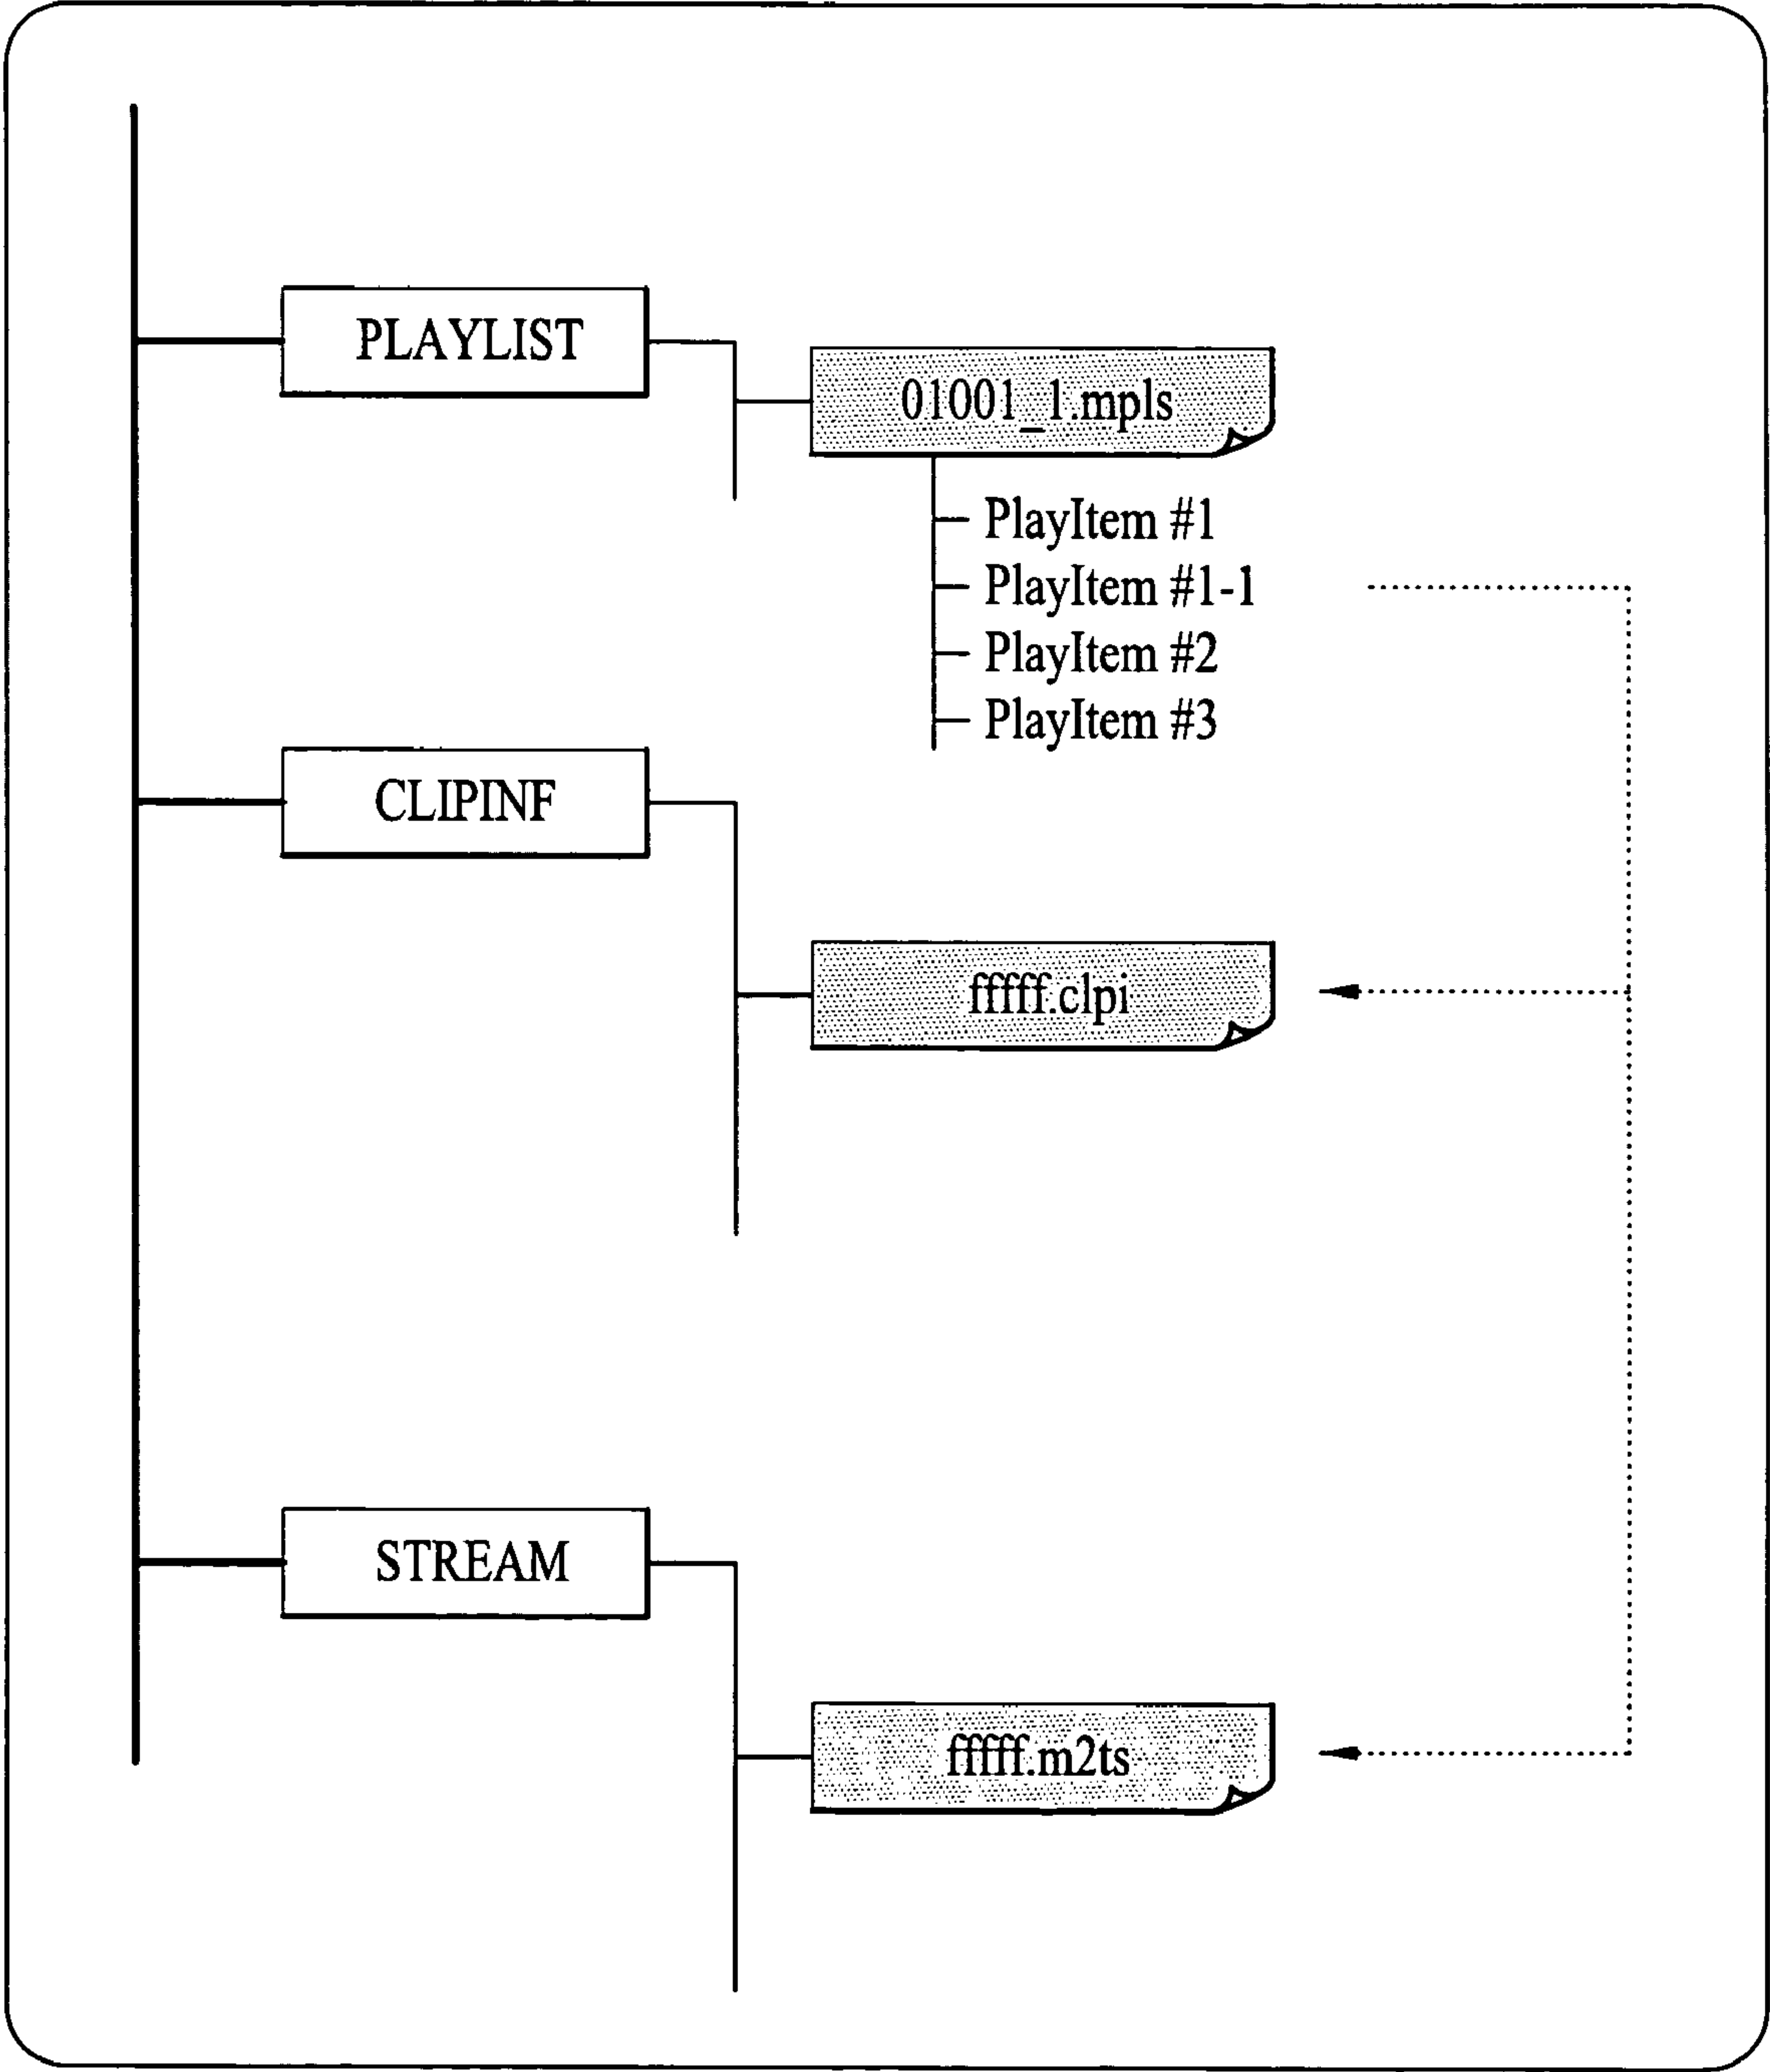 PLAYLIST
01001_1.mpls
PlayItem #1
PlayItem #1-1
PlayItem #2
PlayItem #3
CLIPINF
fffff.clpi
STREAM
fffff.m2ts